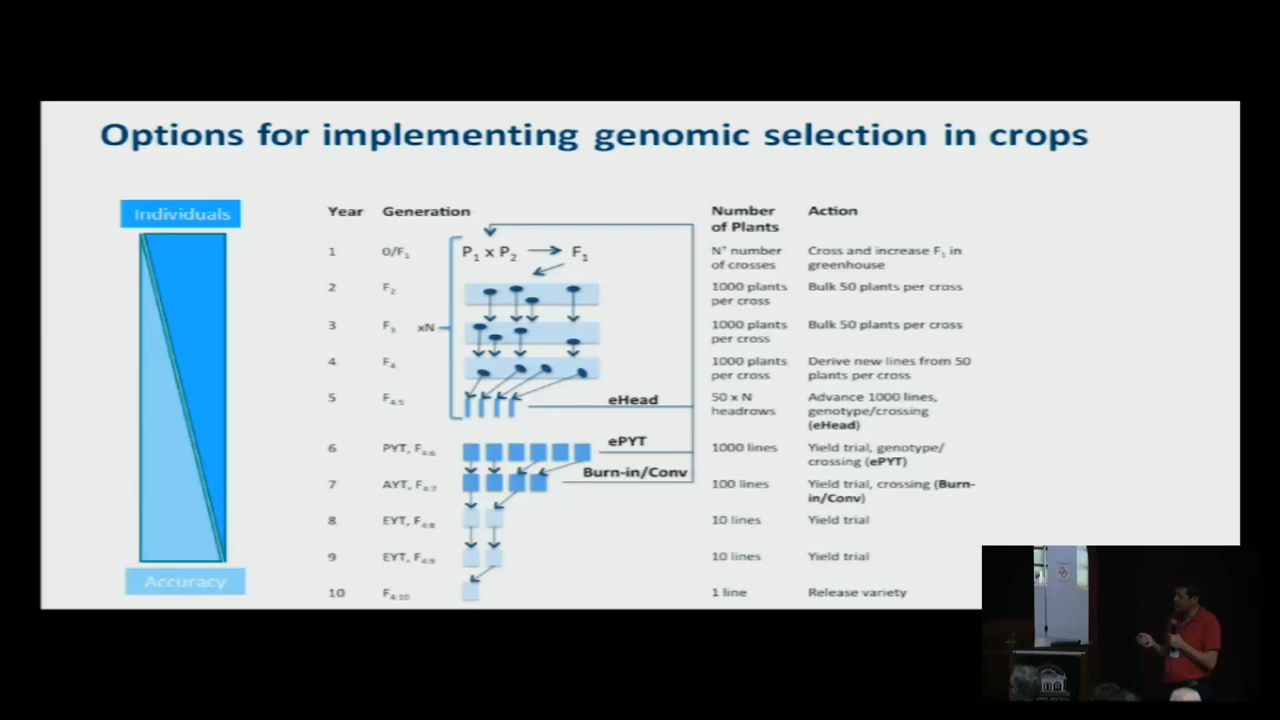 Options for implementing genomic selection in crops
Individuals
Accuracy
Year Generation Number of Plants Action
1 0/F1 P1 x P2 F1 N° number of crosses Cross and increase F1 in greenhouse
2 F2 1000 plants per cross Bulk 50 plants per cross
3 F3 xN 1000 plants per cross Bulk 50 plants per cross
4 F4 1000 plants per cross Derive new lines from 50 plants per cross
5 F4:5 eHead 50 x N headrows Advance 1000 lines, genotype/crossing (eHead)
6 PYT, F4:6 ePYT 1000 lines Yield trial, genotype/ crossing (ePYT)
7 AYT, F4:7 Burn-in/Conv 100 lines Yield trial, crossing (Burn-in/Conv)
8 EYT, F4:8 10 lines Yield trial
9 EYT, F4:9 10 lines Yield trial
10 F4:10 1 line Release variety